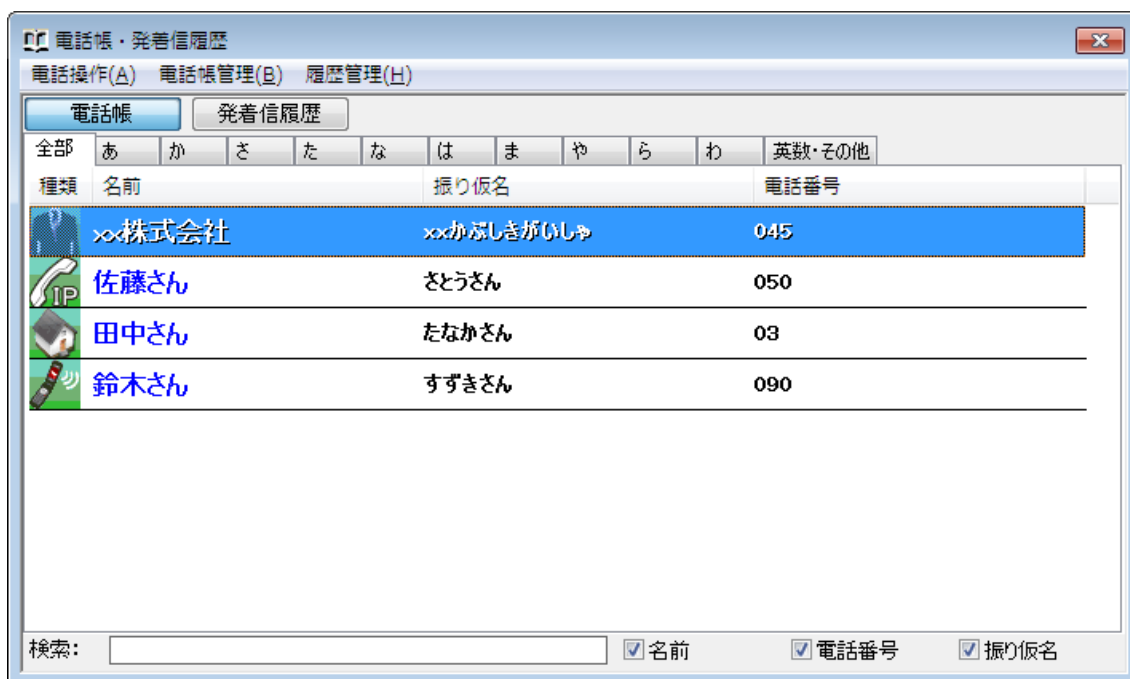 電話帳・発着信履歴
電話操作(A) 電話帳管理(B) 履歴管理(H)
電話帳 発着信履歴
全部 あ か さ た な は ま や ら わ 英数・その他
種類 名前 振り仮名 電話番号
xx株式会社 xxかぶしきがいしゃ 045
IP 佐藤さん さとうさん 050
田中さん たなかさん 03
鈴木さん すずきさん 090
検索: 名前 電話番号 振り仮名